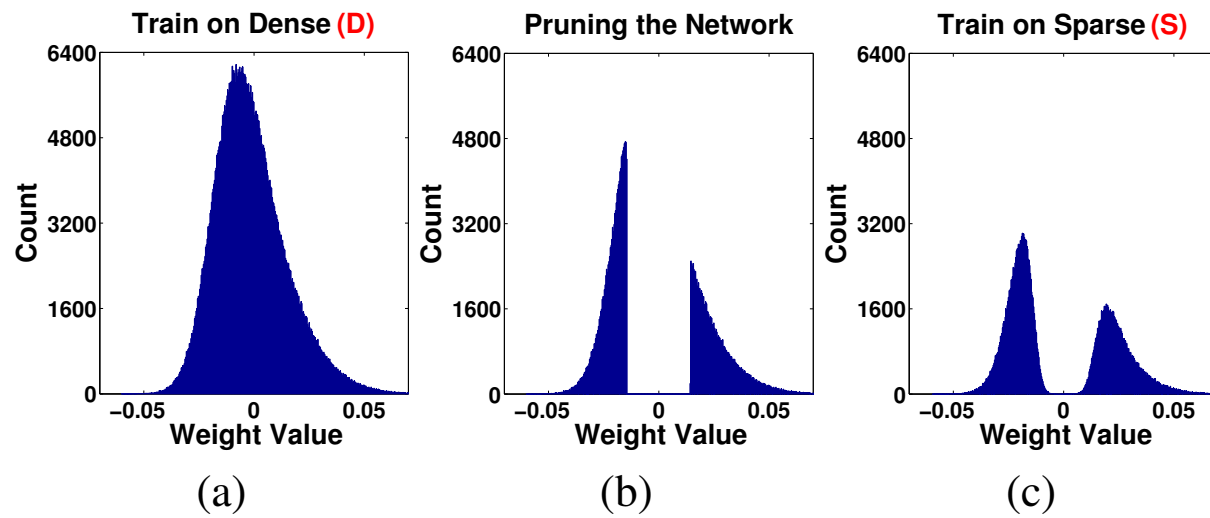 Train on Dense (D)
6400
4800
3200
1600
0
Count
−0.05
0
0.05
Weight Value
(a)
Pruning the Network
6400
4800
3200
1600
0
Count
−0.05
0
0.05
Weight Value
(b)
Train on Sparse (S)
6400
4800
3200
1600
0
Count
−0.05
0
0.05
Weight Value
(c)